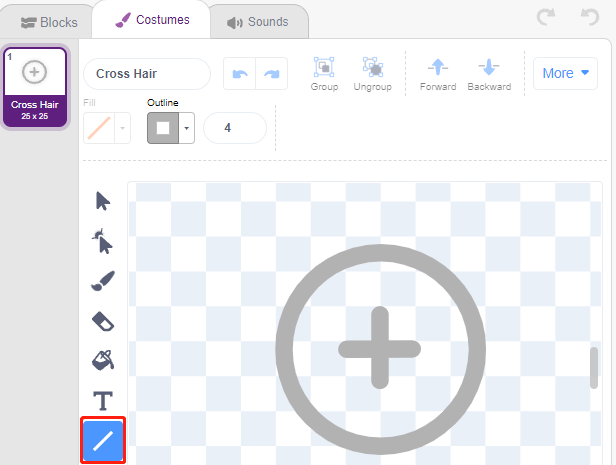 Blocks
Costumes
Sounds
1
Cross Hair
25 x 25
Cross Hair
Group
Ungroup
Forward
Backward
More
Fill
Outline
4
T